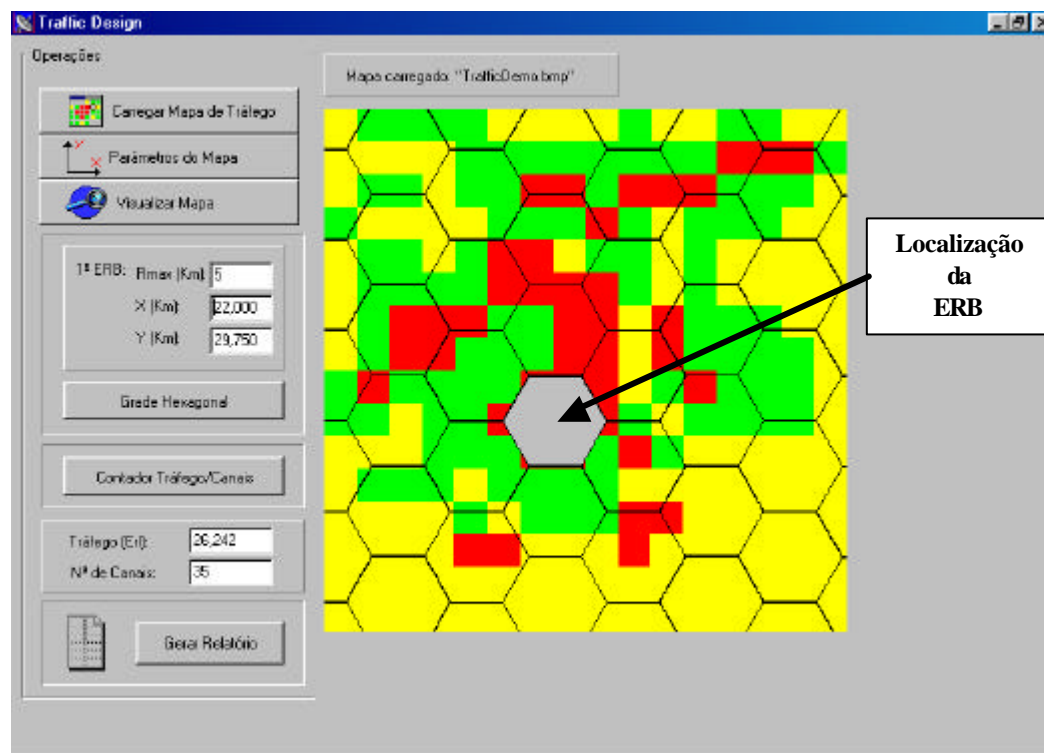 Traffic Design
Operações
Mapa carregado: "TrafficDemo.bmp"
Carregar Mapa de Tráfego
Y
X
Parâmetros do Mapa
Visualizar Mapa
1ª ERB:
Rmax (Km):
5
X (Km):
22,000
Y (Km):
29,750
Grade Hexagonal
Contador Tráfego/Canais
Tráfego (Erl):
26,242
Nª de Canais:
35
Gerar Relatório
Localização
da
ERB